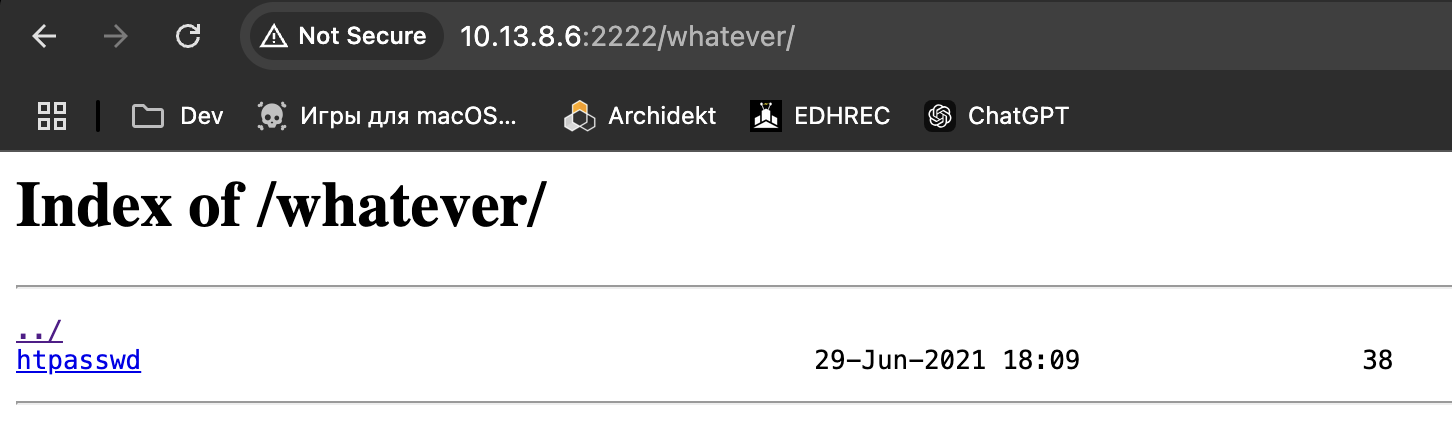 Not Secure 10.13.8.6:2222/whatever/
Dev Игры для macOS... Archidekt EDHREC ChatGPT
Index of /whatever/
../
htpasswd 29-Jun-2021 18:09 38